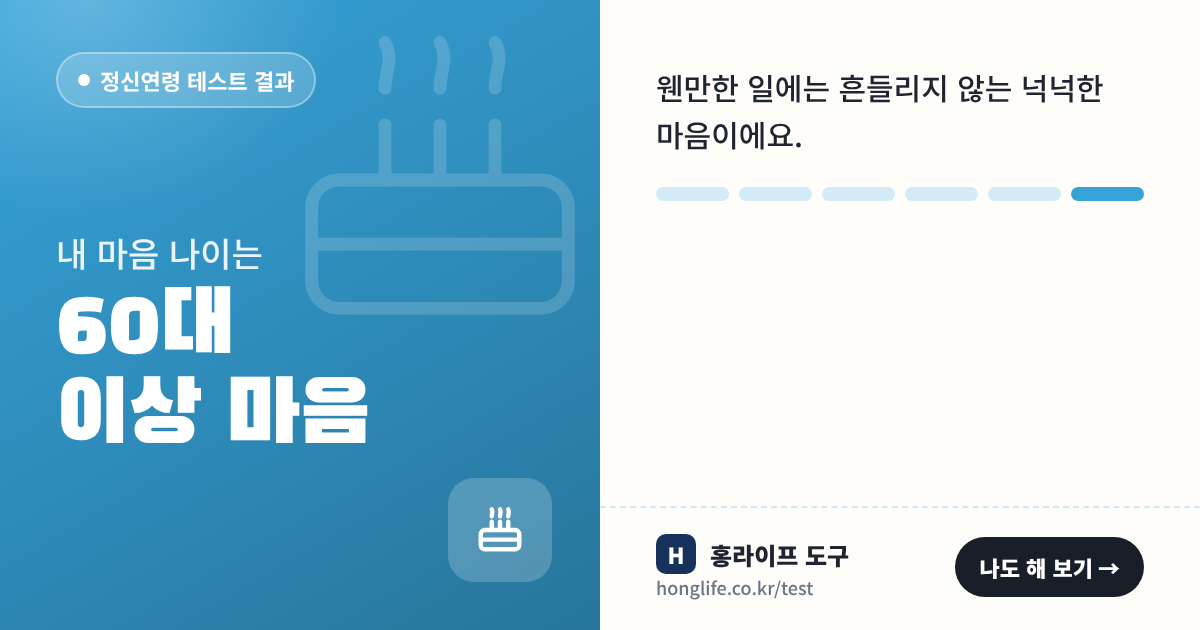 정신연령 테스트 결과
내 마음 나이는
60대
이상 마음
웬만한 일에는 흔들리지 않는 넉넉한
마음이에요.
H 홍라이프 도구
honglife.co.kr/test
나도 해 보기 →